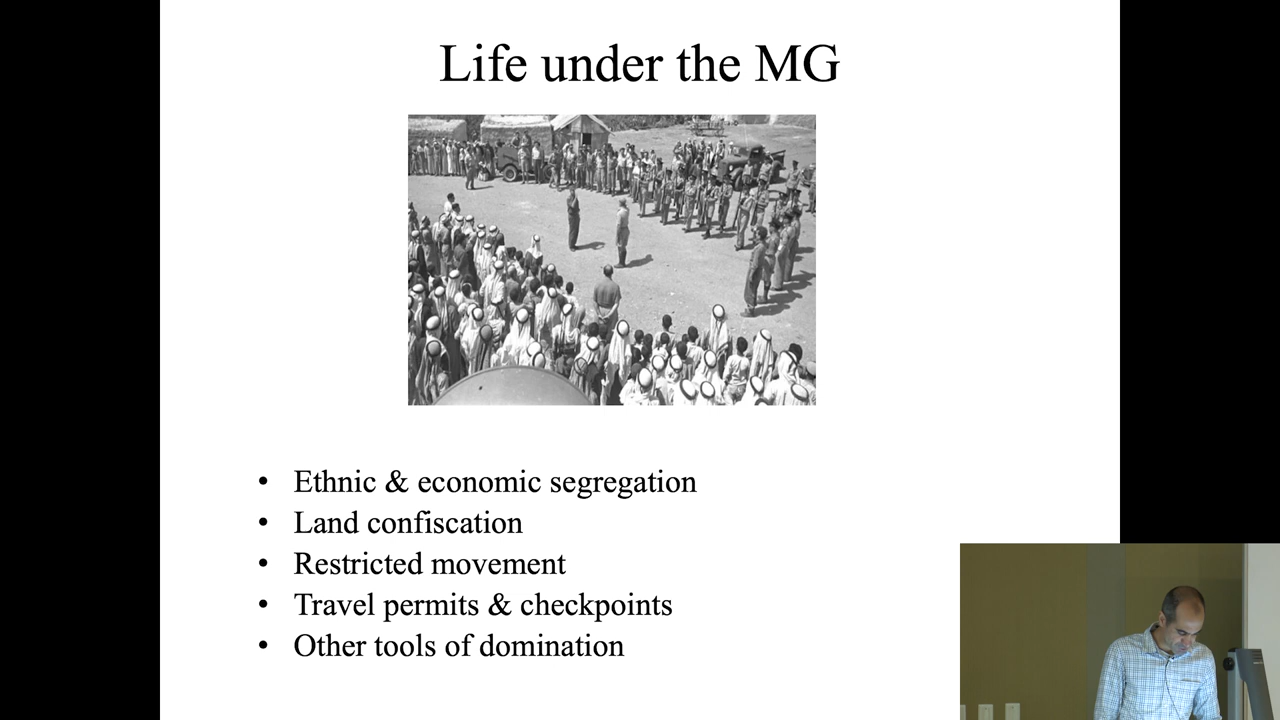 Life under the MG
• Ethnic & economic segregation
• Land confiscation
• Restricted movement
• Travel permits & checkpoints
• Other tools of domination